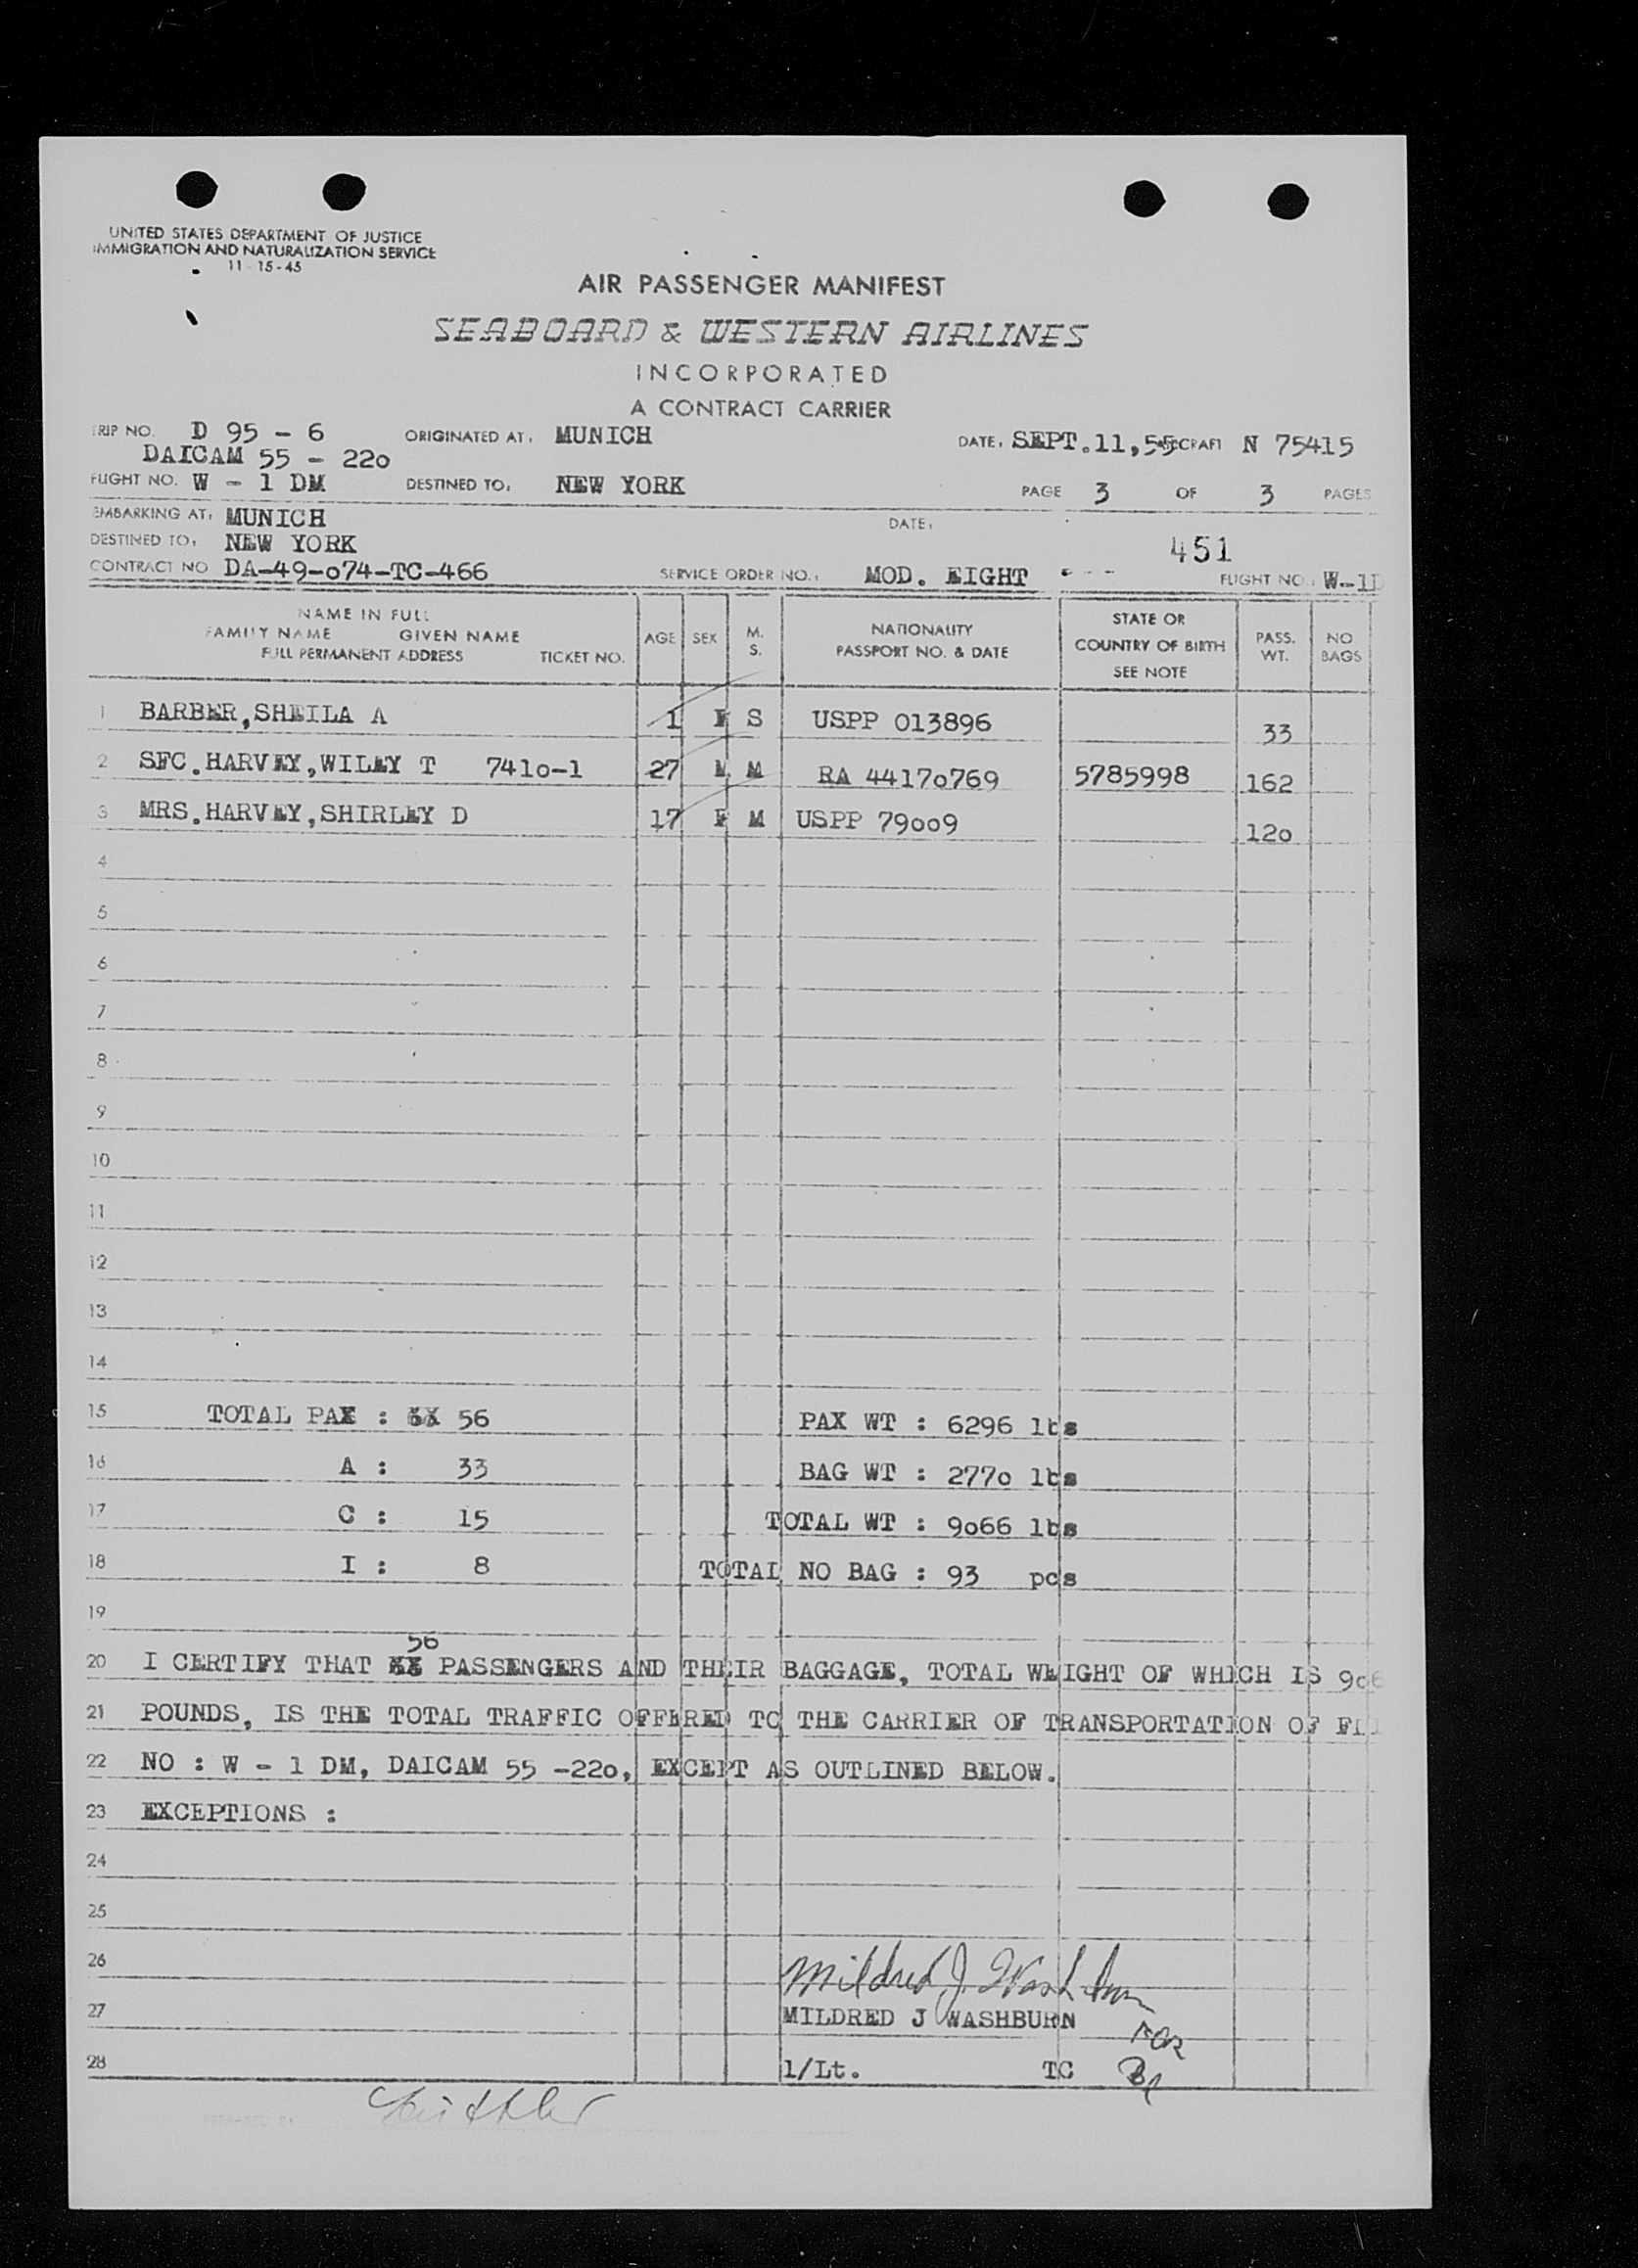 UNITED STATES DEPARTMENT OF JUSTICE
IMMIGRATION AND NATURALIZATION SERVICE
11-15-45
AIR PASSENGER MANIFEST
SEABOARD & WESTERN AIRLINES
INCORPORATED
A CONTRACT CARRIER
TRIP NO. D 95 - 6 ORIGINATED AT, MUNICH DATE, SEPT.11,55 N 75415
DAICAM 55 - 220
FLIGHT NO. W - 1 DM DESTINED TO, NEW YORK PAGE 3 OF 3 PAGES
EMBARKING AT, MUNICH DATE,
DESTINED TO, NEW YORK 451
CONTRACT NO DA-49-074-TC-466 SERVICE ORDER NO., MOD. EIGHT FLIGHT NO. W-1D
NAME IN FULL
FAMILY NAME GIVEN NAME
FULL PERMANENT ADDRESS TICKET NO. AGE SEX M. S. NATIONALITY PASSPORT NO. & DATE STATE OR COUNTRY OF BIRTH SEE NOTE PASS. WT. NO BAGS
1 BARBER,SHEILA A 1 F S USPP 013896 33
2 SFC.HARVEY,WILEY T 7410-1 27 M M RA 44170769 5785998 162
3 MRS.HARVEY,SHIRLEY D 17 F M USPP 79009 120
4
5
6
7
8
9
10
11
12
13
14
15 TOTAL PAX : 56 PAX WT : 6296 lbs
16 A : 33 BAG WT : 2770 lbs
17 C : 15 TOTAL WT : 9066 lbs
18 I : 8 TOTAL NO BAG : 93 pcs
19
56
20 I CERTIFY THAT PASSENGERS AND THEIR BAGGAGE, TOTAL WEIGHT OF WHICH IS 906
21 POUNDS, IS THE TOTAL TRAFFIC OFFERED TO THE CARRIER OF TRANSPORTATION OF FLI
22 NO : W - 1 DM, DAICAM 55 -220, EXCEPT AS OUTLINED BELOW.
23 EXCEPTIONS :
24
25
26 Mildred J. Washburn
27 MILDRED J WASHBURN
FOR
28 1/Lt. TC